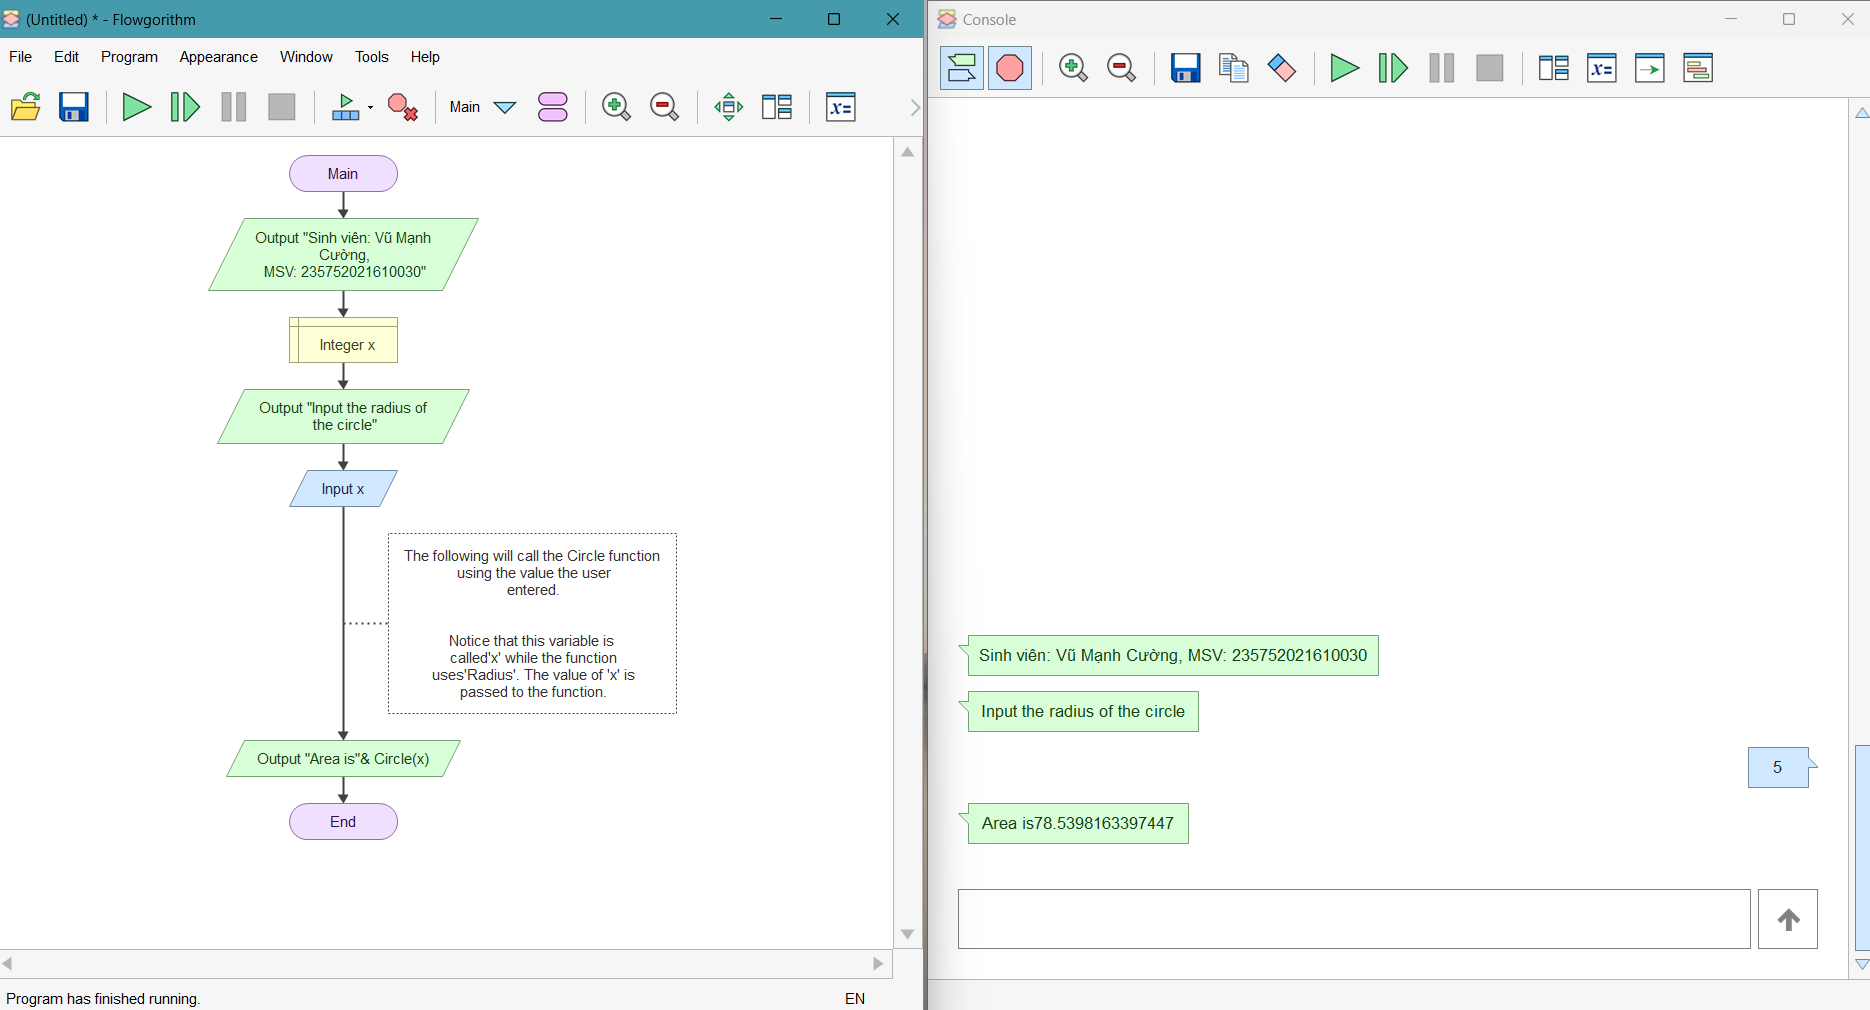 (Untitled) * - Flowgorithm
File Edit Program Appearance Window Tools Help
Main
x=
Main
Output "Sinh viên: Vũ Mạnh
Cường,
MSV: 235752021610030"
Integer x
Output "Input the radius of
the circle"
Input x
The following will call the Circle function
using the value the user
entered.
Notice that this variable is
called'x' while the function
uses'Radius'. The value of 'x' is
passed to the function.
Output "Area is"& Circle(x)
End
Program has finished running.
EN
Console
x=
Sinh viên: Vũ Mạnh Cường, MSV: 235752021610030
Input the radius of the circle
5
Area is78.5398163397447